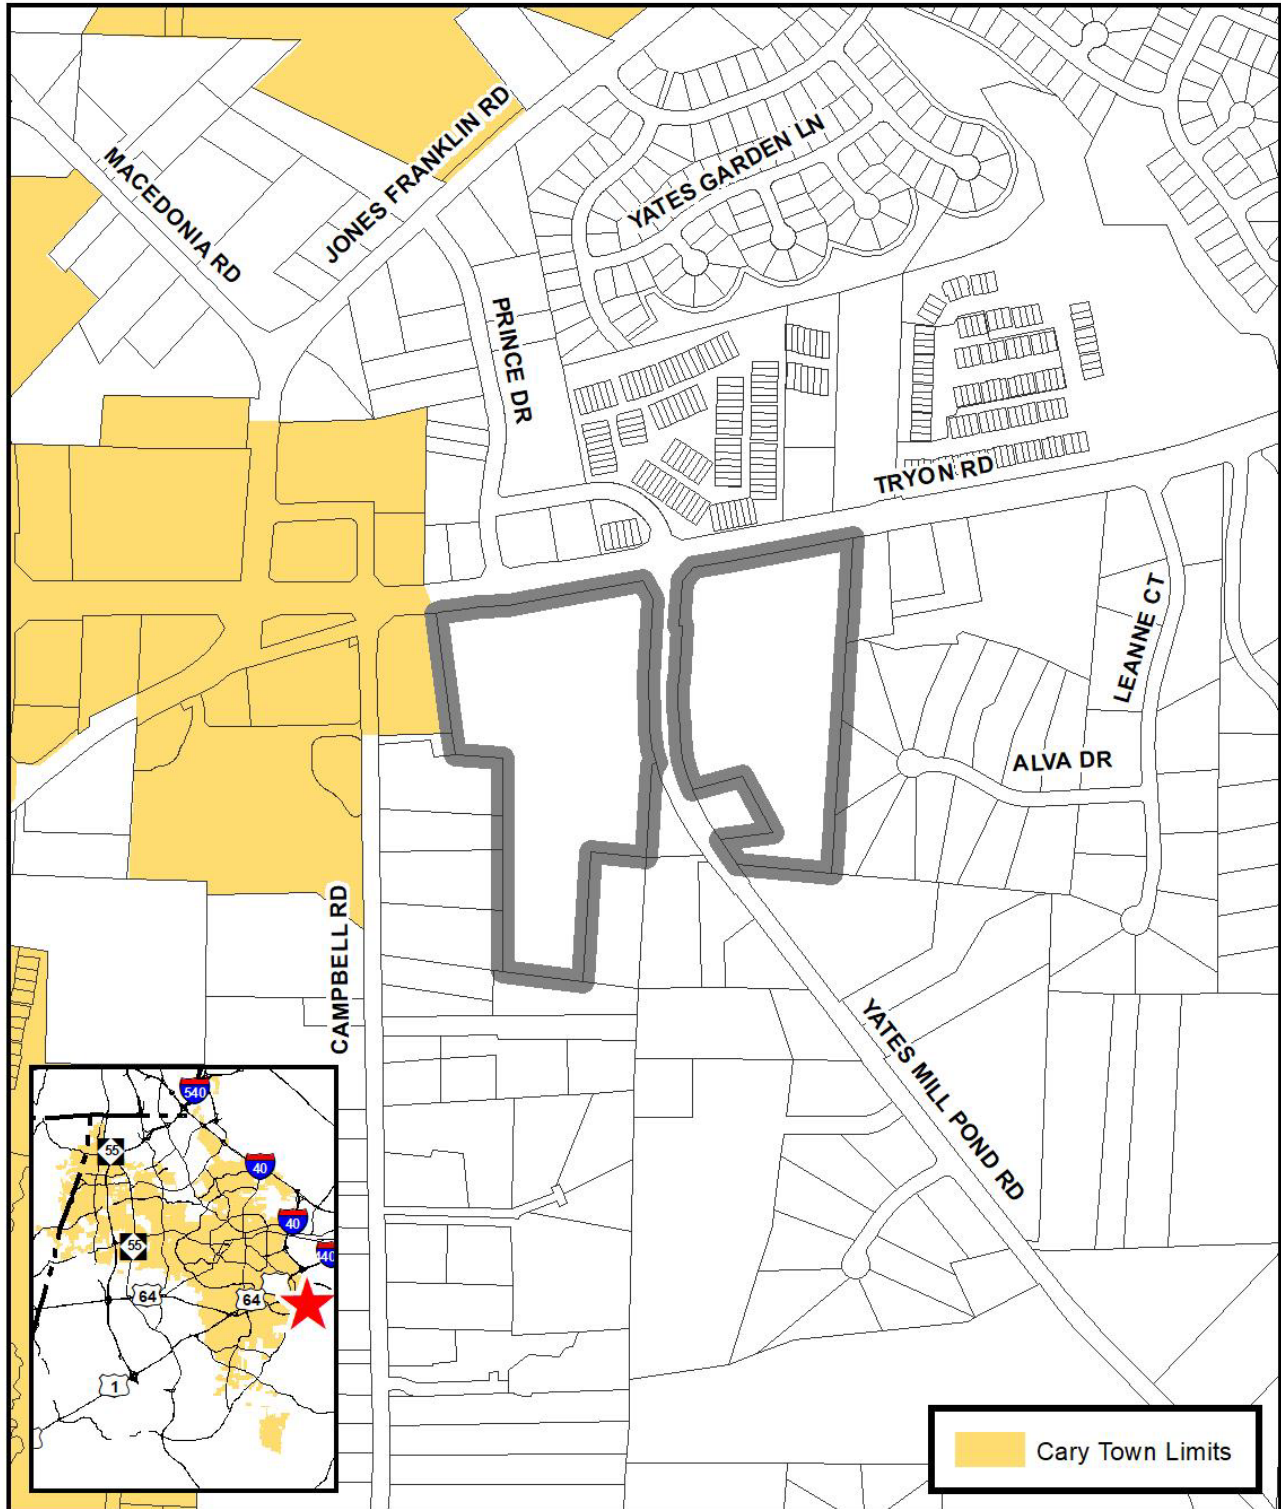 MACEDONIA RD
JONES FRANKLIN RD
YATES GARDEN LN
PRINCE DR
TRYON RD
LEANNE CT
ALVA DR
CAMPBELL RD
YATES MILL POND RD
540
55
40
40
55
440
64
64
1
Cary Town Limits